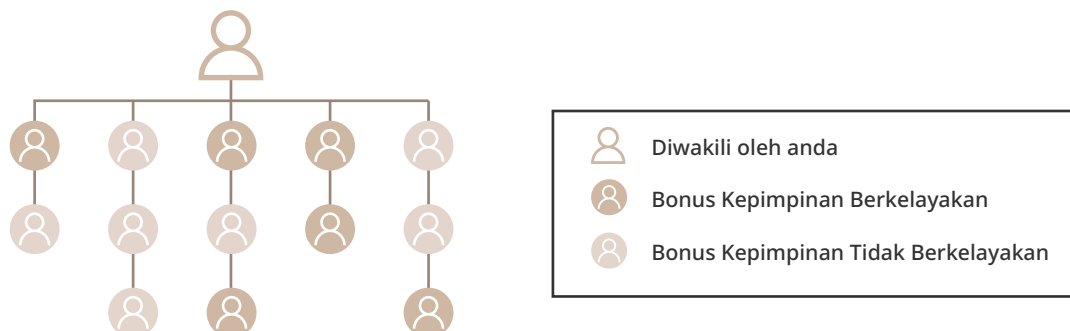 Diwakili oleh anda
Bonus Kepimpinan Berkelayakan
Bonus Kepimpinan Tidak Berkelayakan